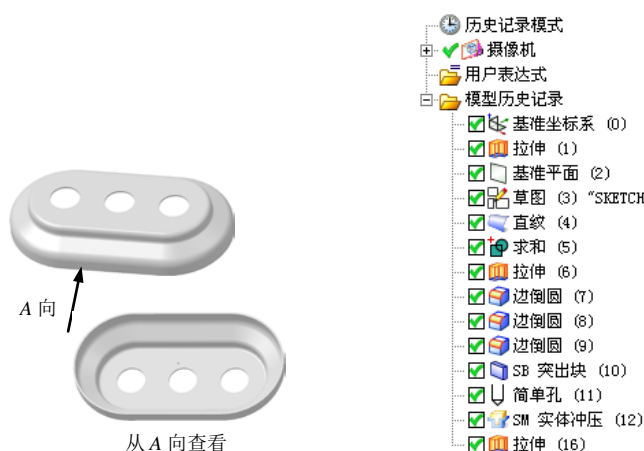 历史记录模式
摄像机
用户表达式
模型历史记录
基准坐标系 (0)
拉伸 (1)
基准平面 (2)
草图 (3) "SKETCH
直纹 (4)
求和 (5)
拉伸 (6)
边倒圆 (7)
边倒圆 (8)
边倒圆 (9)
SB 突出块 (10)
简单孔 (11)
SM 实体冲压 (12)
拉伸 (16)
A 向
从 A 向查看